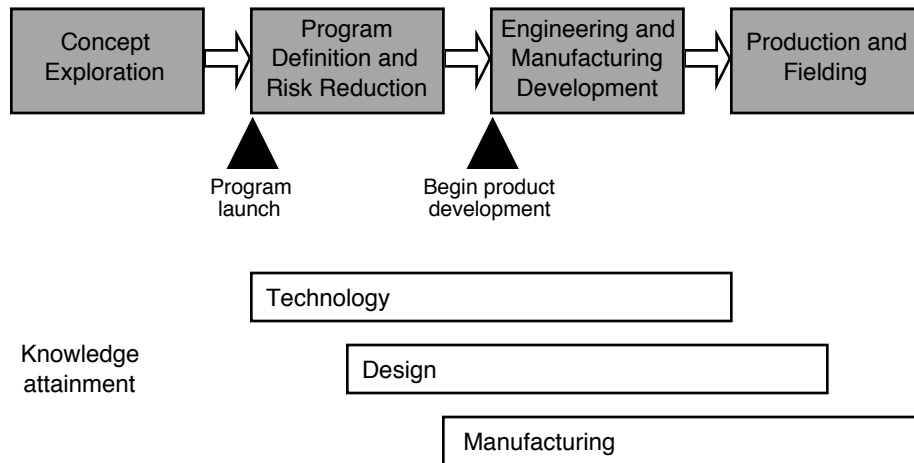 Concept
Exploration
Program
Definition and
Risk Reduction
Engineering and
Manufacturing
Development
Production and
Fielding
Program
launch
Begin product
development
Technology
Knowledge
attainment
Design
Manufacturing